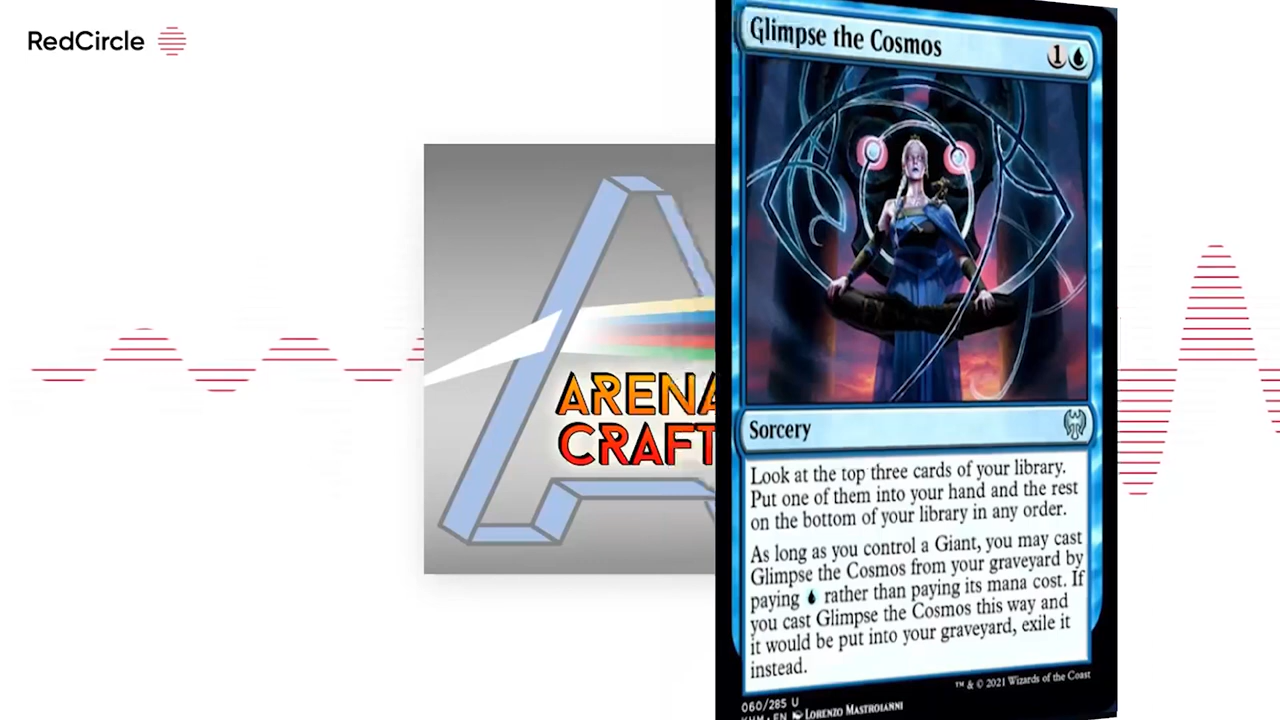 RedCircle
ARENA
CRAFT
Glimpse the Cosmos
1
Sorcery
Look at the top three cards of your library.
Put one of them into your hand and the rest
on the bottom of your library in any order.
As long as you control a Giant, you may cast
Glimpse the Cosmos from your graveyard by
paying rather than paying its mana cost. If
you cast Glimpse the Cosmos this way and
it would be put into your graveyard, exile it
instead.
™ & © 2021 Wizards of the Coast
060/285 U
KHM • EN LORENZO MASTROIANNI